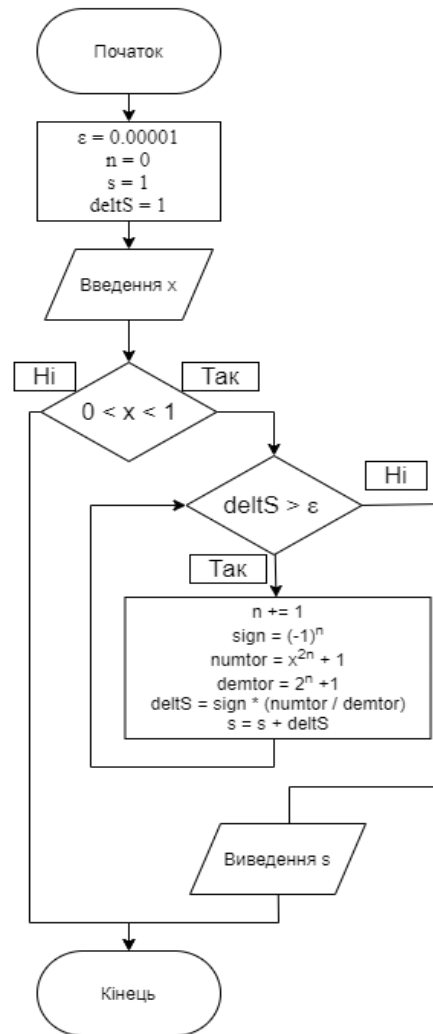 Початок
ε = 0.00001
n = 0
s = 1
deltS = 1
Введення x
Ні
Так
0 < x < 1
Ні
deltS > ε
Так
n += 1
sign = (-1)ⁿ
numtor = x²ⁿ + 1
demtor = 2ⁿ +1
deltS = sign * (numtor / demtor)
s = s + deltS
Виведення s
Кінець